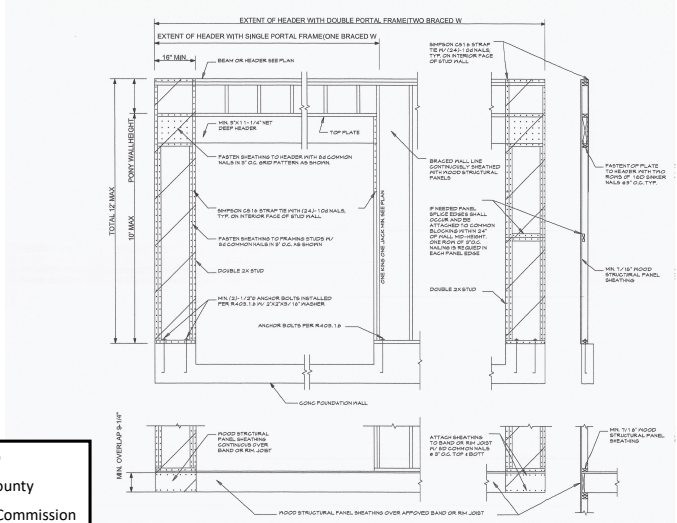 EXTENT OF HEADER WITH DOUBLE PORTAL FRAME(TWO BRACED W
EXTENT OF HEADER WITH SINGLE PORTAL FRAME(ONE BRACED W
16" MIN.
BEAM OR HEADER SEE PLAN
SIMPSON CS16 STRAP
TIE W/(24)-10d NAILS,
TYP. ON INTERIOR FACE
OF STUD WALL
MIN. 3"X11-1/4" NET
DEEP HEADER
TOP PLATE
FASTEN SHEATHING TO HEADER WITH 8d COMMON
NAILS IN 3" O.C. GRID PATTERN AS SHOWN.
BRACED WALL LINE
CONTINUOUSLY SHEATHED
WITH WOOD STRUCTURAL
PANELS
FASTEN TOP PLATE
TO HEADER WITH TWO
ROWS OF 16D SINKER
NAILS @3" O.C. TYP.
PONY WALLHEIGHT
TOTAL 12' MAX
10' MAX
SIMPSON CS16 STRAP TIE WITH (24)-10d NAILS,
TYP. ON INTERIOR FACE OF STUD WALL.
FASTEN SHEATHING TO FRAMING STUDS W/
8d COMMON NAILS IN 3" O.C. AS SHOWN
ONE KING ONE JACK MIN SEE PLAN
IF NEEDED PANEL
SPLICE EDGES SHALL
OCCUR AND BE
ATTACHED TO COMMON
BLOCKING WITHIN 24"
OF WALL MID-HEIGHT.
ONE ROW OF 3"O.C.
NAILING IS REQUIED IN
EACH PANEL EDGE
DOUBLE 2X STUD
DOUBLE 2X STUD
MIN. 7/16" WOOD
STRUCTURAL PANEL
SHEATHING
MIN. (2)-1/2"Ø ANCHOR BOLTS INSTALLED
PER R403.1.6 W/ 2"X2"X3/16" WASHER
ANCHOR BOLTS PER R403.1.6
CONC FOUNDATION WALL
MIN. OVERLAP 9-1/4"
WOOD STRCTURAL
PANEL SHEATHING
CONTINUOUS OVER
BAND OR RIM JOIST
ATTACH SHEATHING
TO BAND OR RIM JOIST
W/ 8D COMMON NAILS
@ 3" O.C. TOP & BOTT
MIN. 7/16" WOOD
STRUCTURAL PANEL
SHEATHING
WOOD STRUCTURAL PANEL SHEATHING OVER APPOVED BAND OR RIM JOIST
ounty
Commission